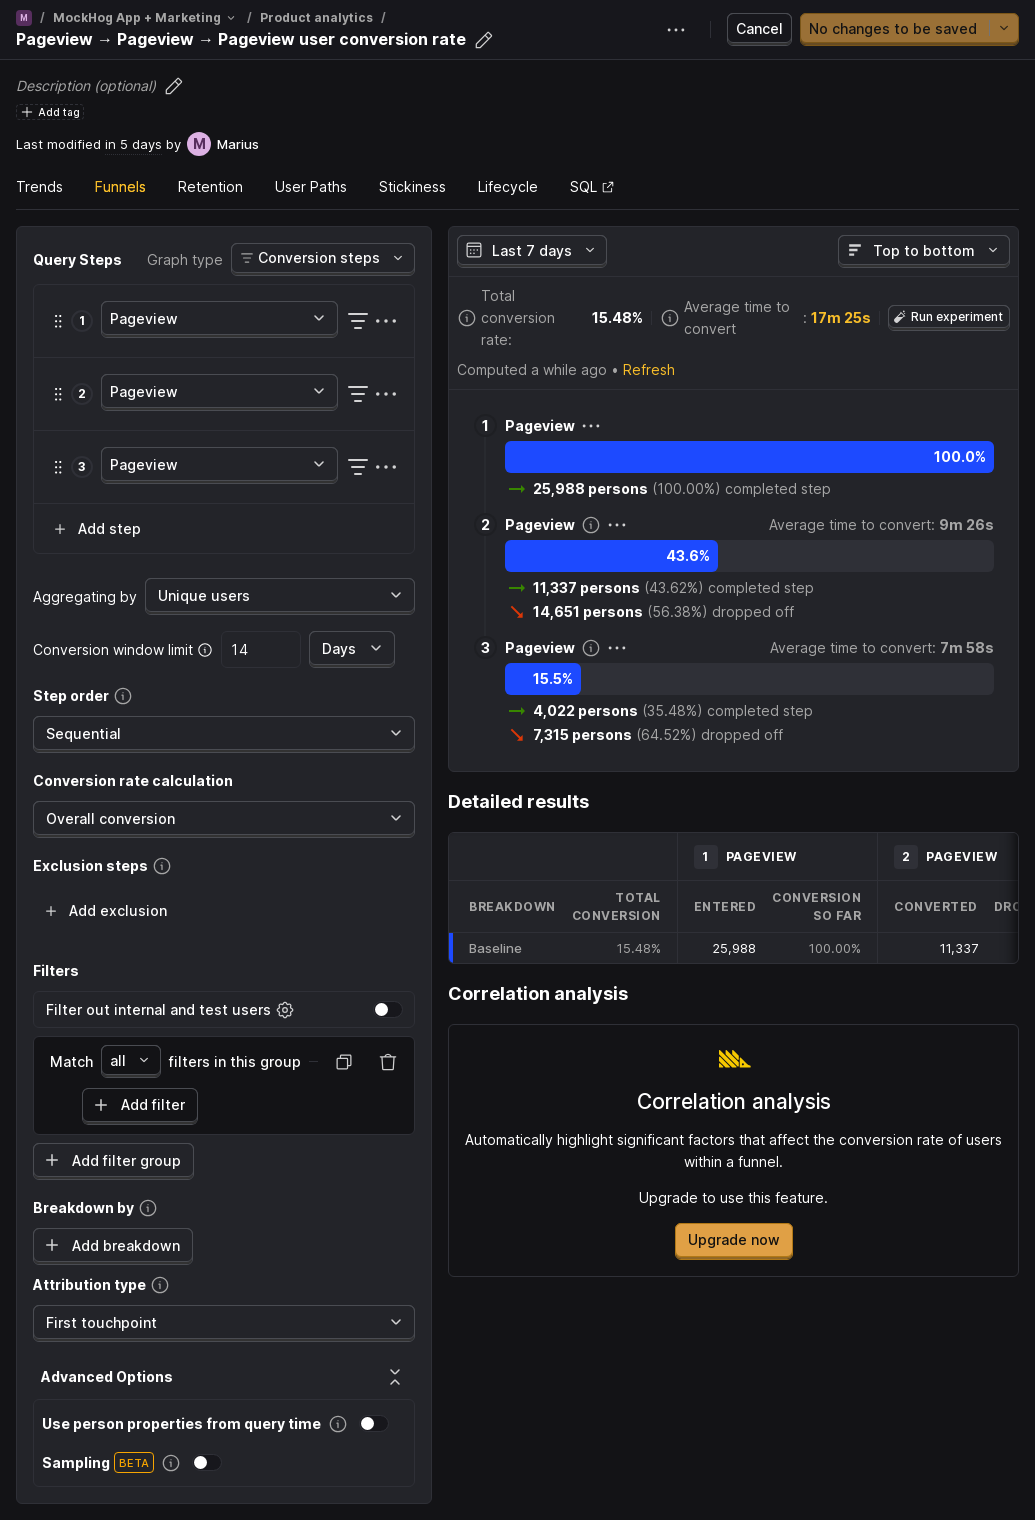 M / MockHog App + Marketing / Product analytics /
Pageview → Pageview → Pageview user conversion rate
Cancel
No changes to be saved
Description (optional)
Add tag
Last modified in 5 days by M Marius
Trends Funnels Retention User Paths Stickiness Lifecycle SQL
Query Steps Graph type Conversion steps
1 Pageview
2 Pageview
3 Pageview
Add step
Aggregating by Unique users
Conversion window limit 14 Days
Step order
Sequential
Conversion rate calculation
Overall conversion
Exclusion steps
Add exclusion
Filters
Filter out internal and test users
Match all filters in this group
Add filter
Add filter group
Breakdown by
Add breakdown
Attribution type
First touchpoint
Advanced Options
Use person properties from query time
Sampling BETA
Last 7 days Top to bottom
Total conversion rate: 15.48% Average time to convert : 17m 25s Run experiment
Computed a while ago • Refresh
1 Pageview
100.0%
25,988 persons (100.00%) completed step
2 Pageview Average time to convert: 9m 26s
43.6%
11,337 persons (43.62%) completed step
14,651 persons (56.38%) dropped off
3 Pageview Average time to convert: 7m 58s
15.5%
4,022 persons (35.48%) completed step
7,315 persons (64.52%) dropped off
Detailed results
1 PAGEVIEW 2 PAGEVIEW
BREAKDOWN TOTAL CONVERSION ENTERED CONVERSION SO FAR CONVERTED
Baseline 15.48% 25,988 100.00% 11,337
Correlation analysis
Correlation analysis
Automatically highlight significant factors that affect the conversion rate of users
within a funnel.
Upgrade to use this feature.
Upgrade now